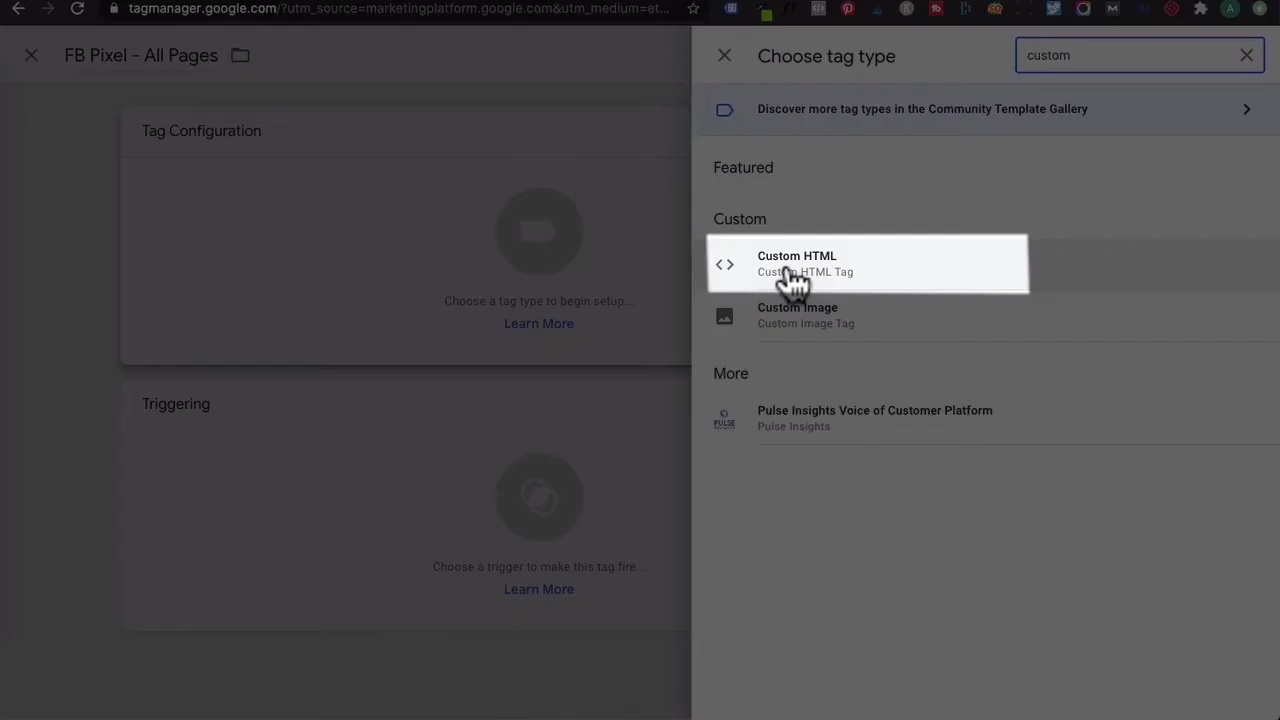 tagmanager.google.com/?utm_source=marketingplatform.google.com&utm_medium=et...
FB Pixel - All Pages
Choose tag type
custom
Discover more tag types in the Community Template Gallery
Tag Configuration
Featured
Custom
Custom HTML
Custom HTML Tag
Choose a tag type to begin setup...
Learn More
Custom Image
Custom Image Tag
More
Triggering
Pulse Insights Voice of Customer Platform
Pulse Insights
PULSE
Choose a trigger to make this tag fire...
Learn More